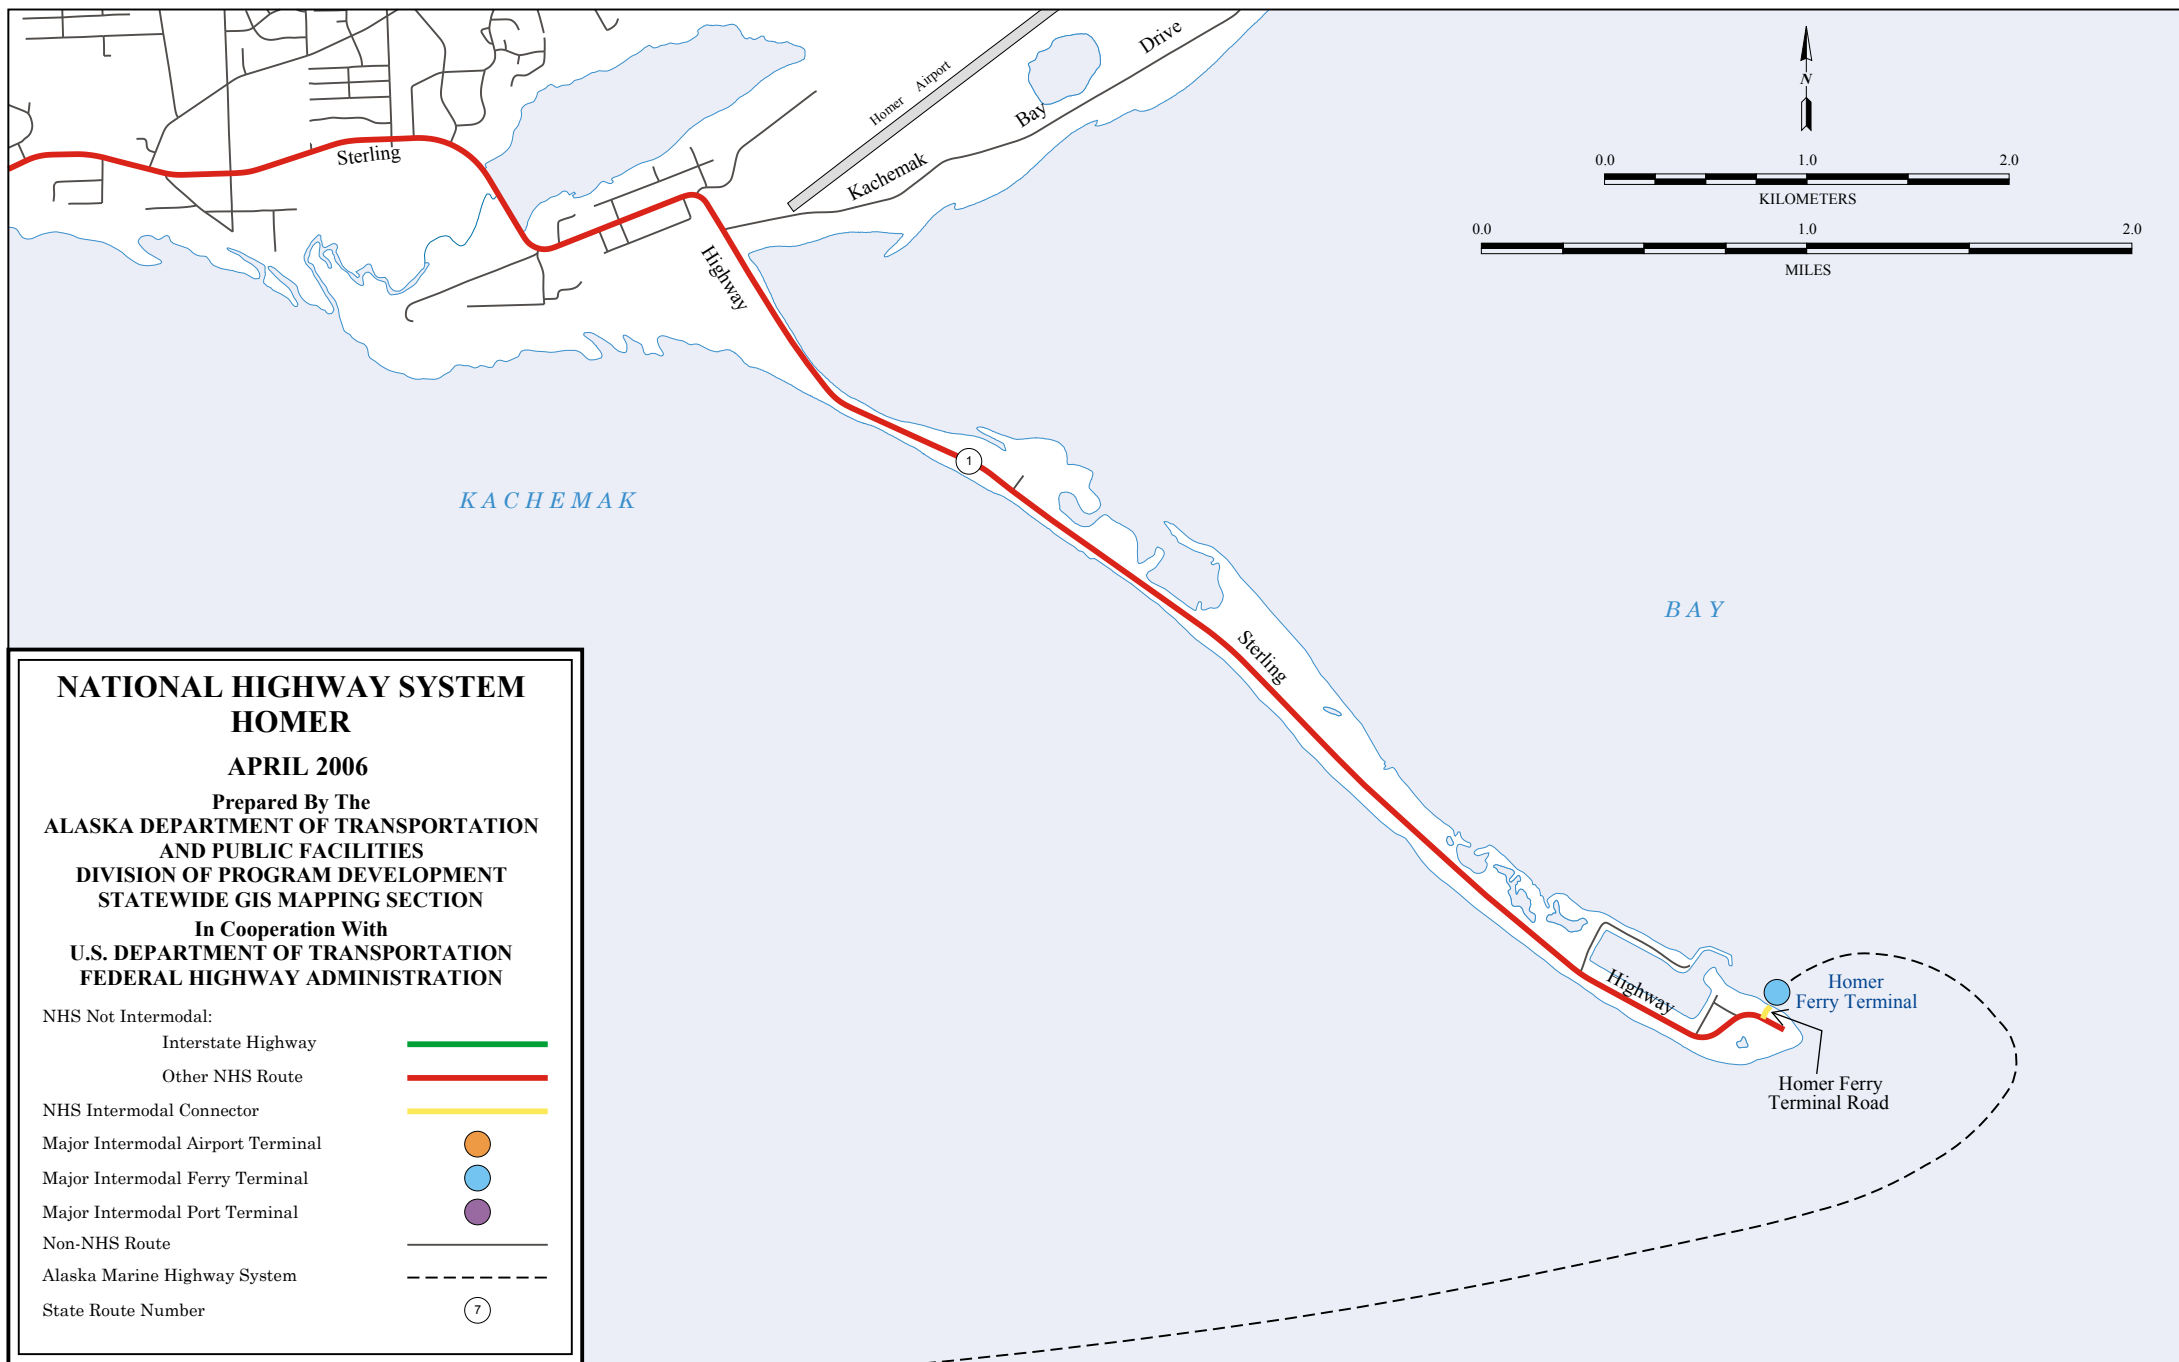 Sterling
Homer Airport
Kachemak Bay Drive
Highway
N
0.0 1.0 2.0
KILOMETERS
0.0 1.0 2.0
MILES
1
KACHEMAK
BAY
Sterling
Highway
Homer
Ferry Terminal
Homer Ferry
Terminal Road
NATIONAL HIGHWAY SYSTEM
HOMER
APRIL 2006
Prepared By The
ALASKA DEPARTMENT OF TRANSPORTATION
AND PUBLIC FACILITIES
DIVISION OF PROGRAM DEVELOPMENT
STATEWIDE GIS MAPPING SECTION
In Cooperation With
U.S. DEPARTMENT OF TRANSPORTATION
FEDERAL HIGHWAY ADMINISTRATION
NHS Not Intermodal:
Interstate Highway
Other NHS Route
NHS Intermodal Connector
Major Intermodal Airport Terminal
Major Intermodal Ferry Terminal
Major Intermodal Port Terminal
Non-NHS Route
Alaska Marine Highway System
State Route Number 7